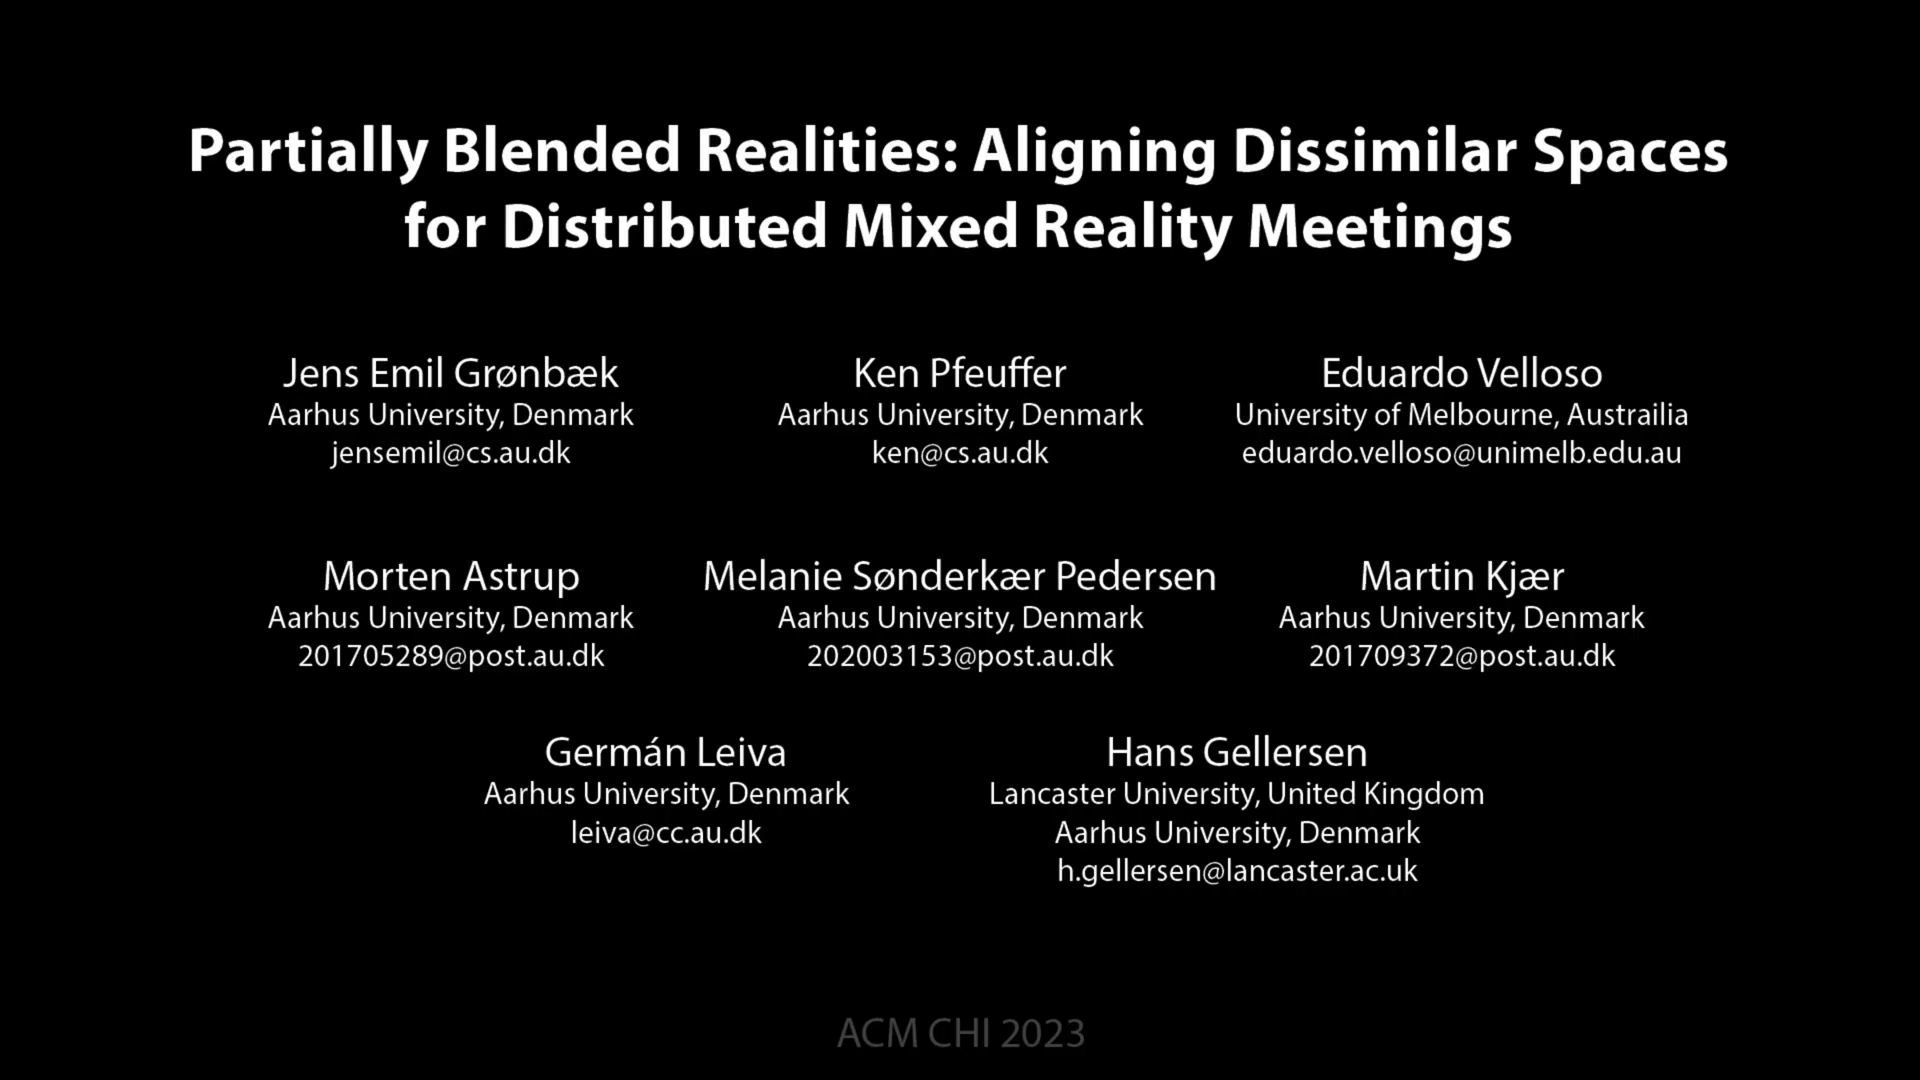 Partially Blended Realities: Aligning Dissimilar Spaces
for Distributed Mixed Reality Meetings
Jens Emil Grønbæk
Aarhus University, Denmark
jensemil@cs.au.dk
Ken Pfeuffer
Aarhus University, Denmark
ken@cs.au.dk
Eduardo Velloso
University of Melbourne, Austrailia
eduardo.velloso@unimelb.edu.au
Morten Astrup
Aarhus University, Denmark
201705289@post.au.dk
Melanie Sønderkær Pedersen
Aarhus University, Denmark
202003153@post.au.dk
Martin Kjær
Aarhus University, Denmark
201709372@post.au.dk
Germán Leiva
Aarhus University, Denmark
leiva@cc.au.dk
Hans Gellersen
Lancaster University, United Kingdom
Aarhus University, Denmark
h.gellersen@lancaster.ac.uk
ACM CHI 2023